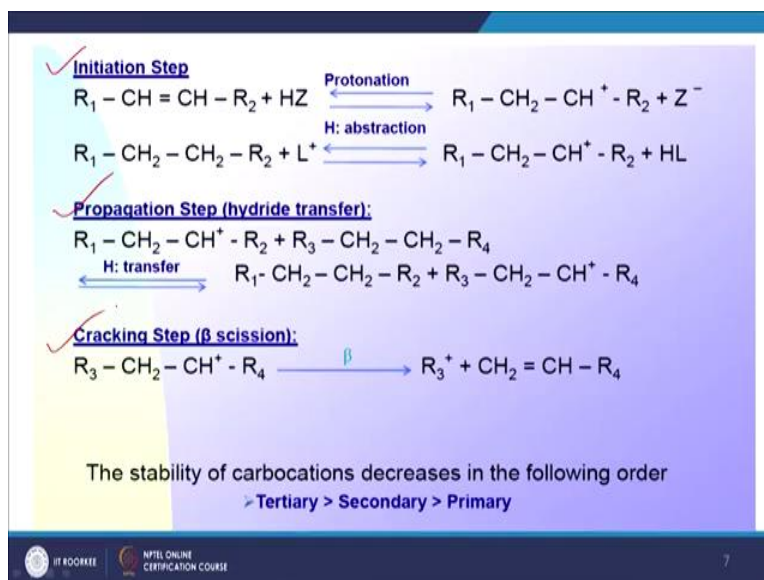 Initiation Step
Protonation
R₁ – CH = CH – R₂ + HZ R₁ – CH₂ – CH ⁺ - R₂ + Z ⁻
H: abstraction
R₁ – CH₂ – CH₂ – R₂ + L⁺ R₁ – CH₂ – CH⁺ - R₂ + HL
Propagation Step (hydride transfer):
R₁ – CH₂ – CH⁺ - R₂ + R₃ – CH₂ – CH₂ – R₄
H: transfer R₁- CH₂ – CH₂ – R₂ + R₃ – CH₂ – CH⁺ - R₄
Cracking Step (β scission):
R₃ – CH₂ – CH⁺ - R₄ β R₃⁺ + CH₂ = CH – R₄
The stability of carbocations decreases in the following order
➢Tertiary > Secondary > Primary
IIT ROORKEE
NPTEL ONLINE
CERTIFICATION COURSE
7